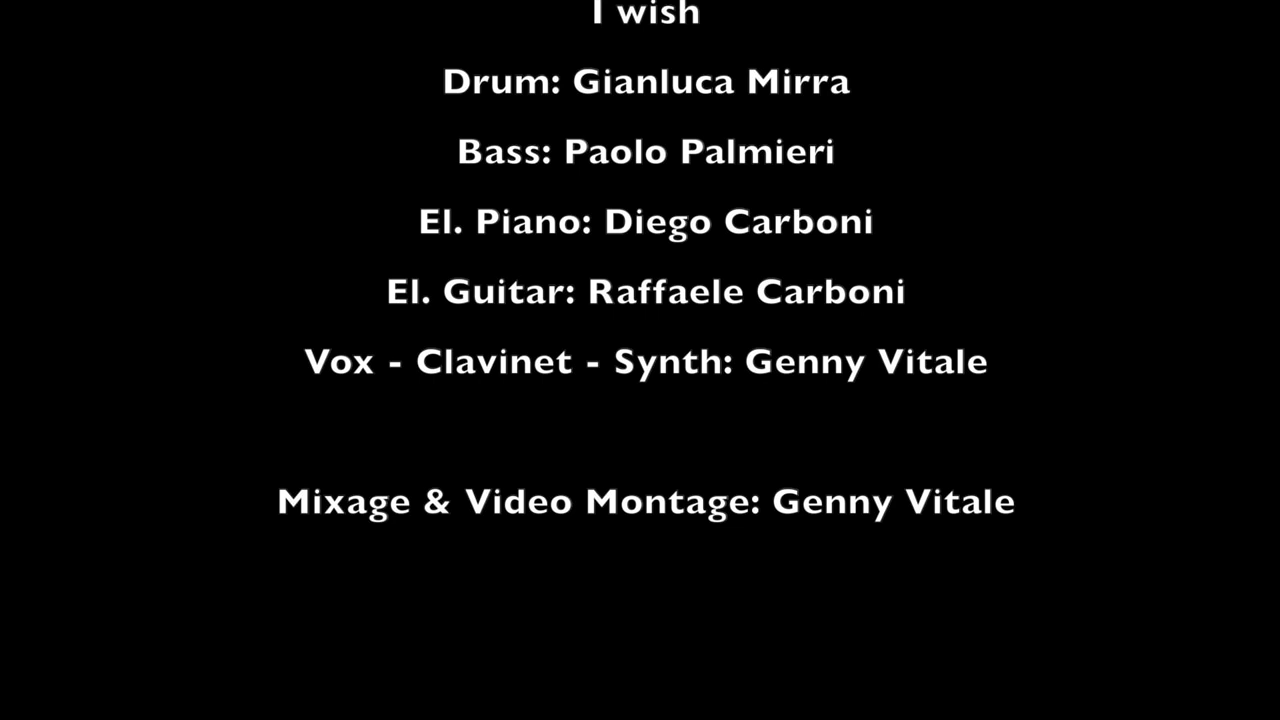 I wish
Drum: Gianluca Mirra
Bass: Paolo Palmieri
El. Piano: Diego Carboni
El. Guitar: Raffaele Carboni
Vox - Clavinet - Synth: Genny Vitale
Mixage & Video Montage: Genny Vitale